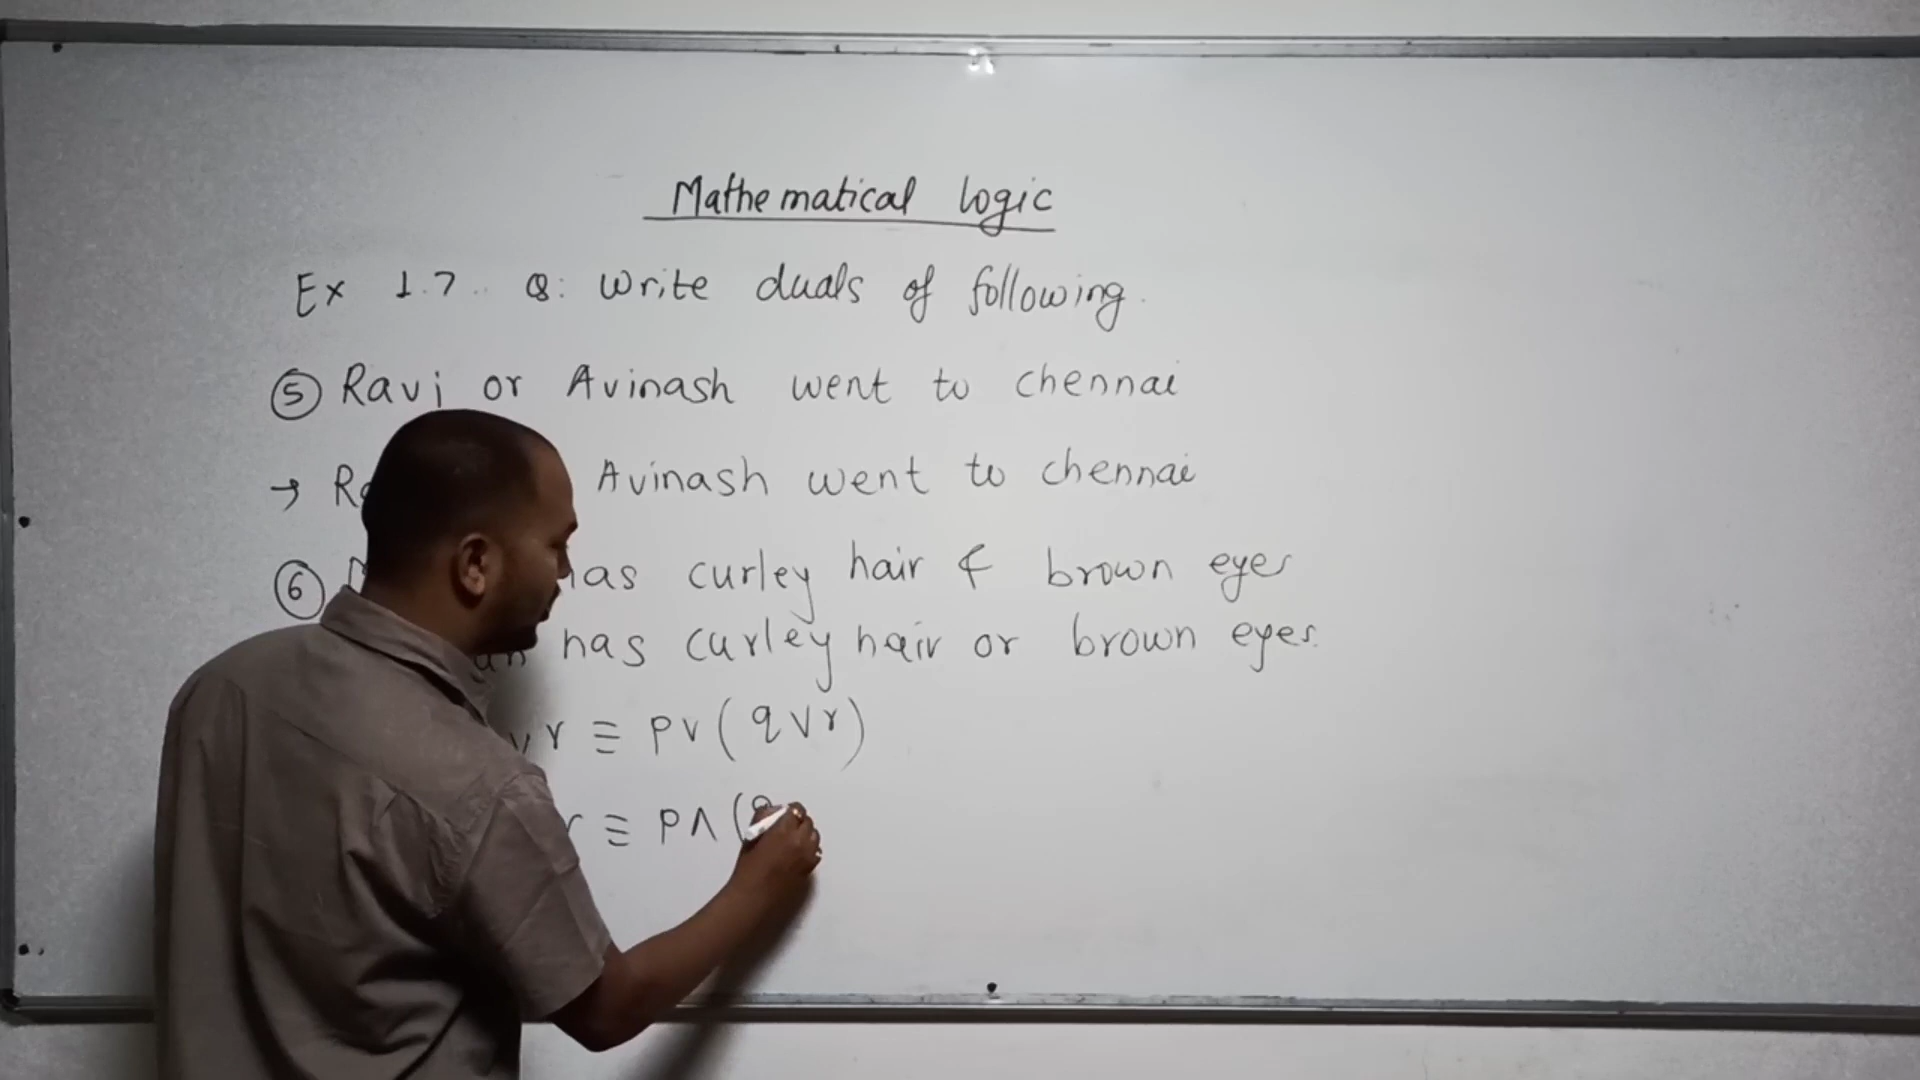 Mathematical logic
Ex 1.7 Q: Write duals of following.
⑤ Ravi or Avinash went to chennai
→ Avinash went to chennai
⑥ has curley hair & brown eyes
has curley hair or brown eyes.
∨ r ≡ p∨(q∨r)
r ≡ p∧(q